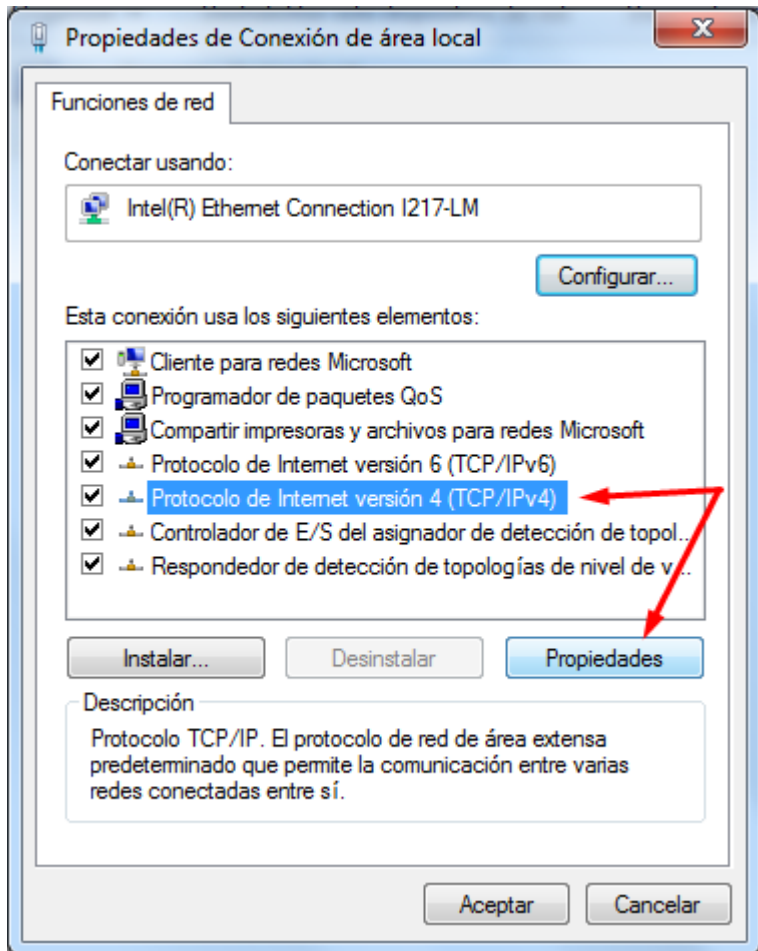 Propiedades de Conexión de área local
Funciones de red
Conectar usando:
Intel(R) Ethernet Connection I217-LM
Configurar...
Esta conexión usa los siguientes elementos:
Cliente para redes Microsoft
Programador de paquetes QoS
Compartir impresoras y archivos para redes Microsoft
Protocolo de Internet versión 6 (TCP/IPv6)
Protocolo de Internet versión 4 (TCP/IPv4)
Controlador de E/S del asignador de detección de topol...
Respondedor de detección de topologías de nivel de v...
Instalar...
Desinstalar
Propiedades
Descripción
Protocolo TCP/IP. El protocolo de red de área extensa
predeterminado que permite la comunicación entre varias
redes conectadas entre sí.
Aceptar
Cancelar